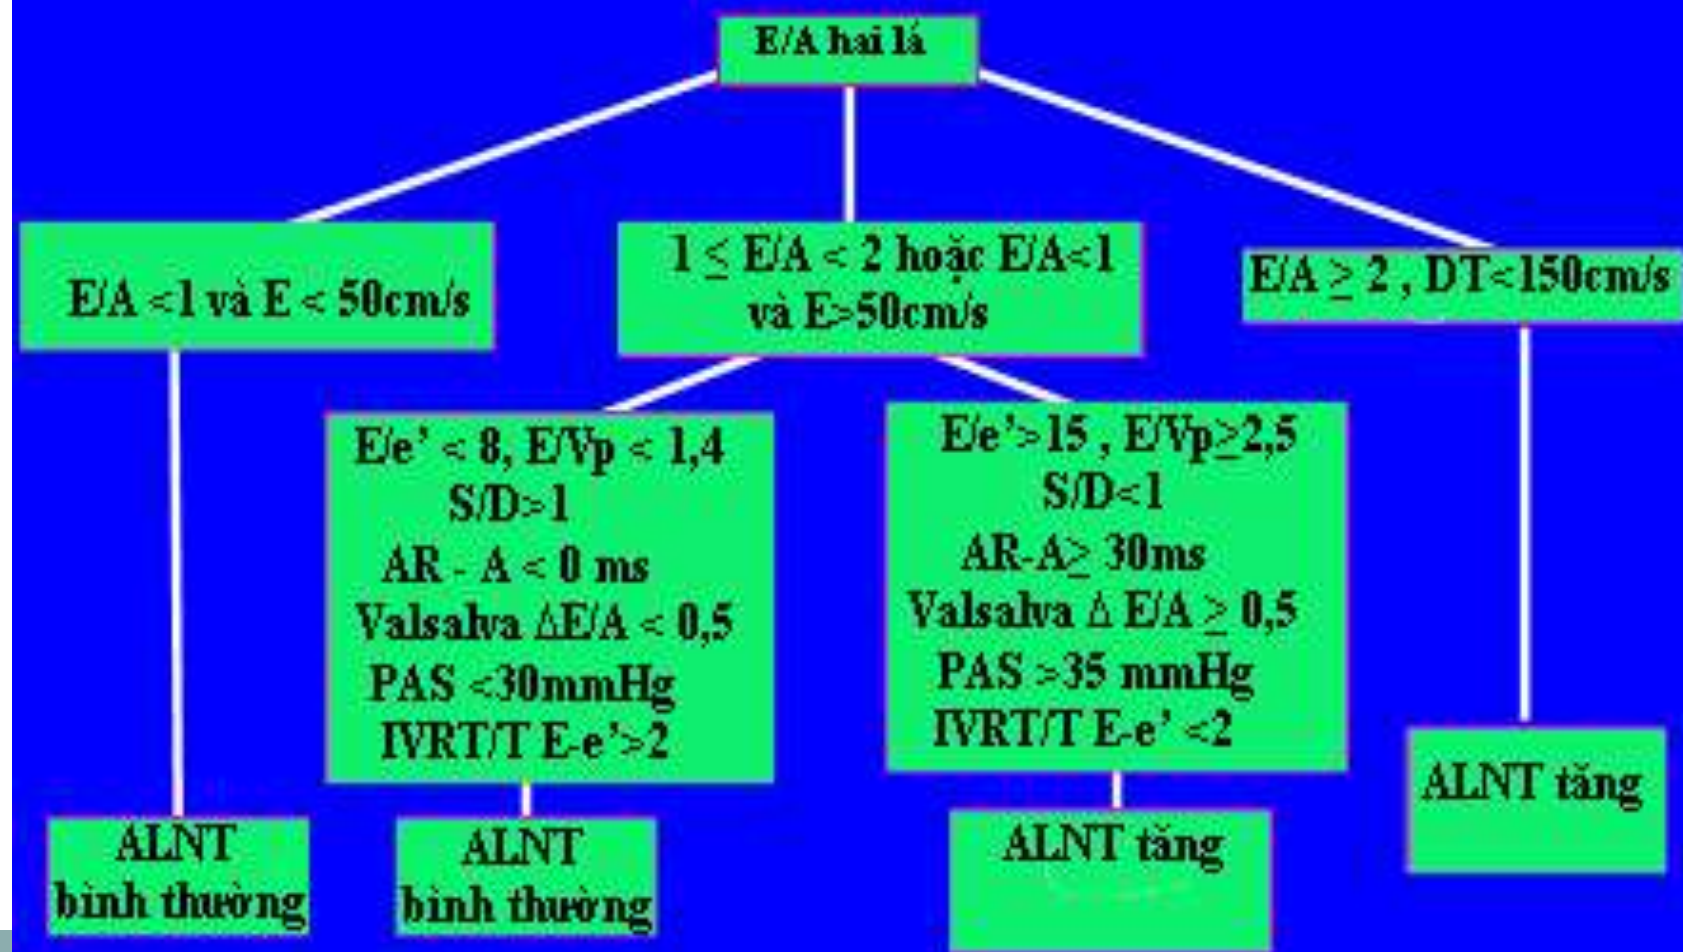 E/A hai lá
E/A <1 và E < 50cm/s
1 ≤ E/A < 2 hoặc E/A<1
và E>50cm/s
E/A ≥ 2 , DT<150cm/s
E/e’ < 8, E/Vp < 1,4
S/D>1
AR - A < 0 ms
Valsalva ΔE/A < 0,5
PAS <30mmHg
IVRT/T E-e’>2
E/e’>15 , E/Vp≥2,5
S/D<1
AR-A≥ 30ms
Valsalva Δ E/A ≥ 0,5
PAS >35 mmHg
IVRT/T E-e’ <2
ALNT
bình thường
ALNT
bình thường
ALNT tăng
ALNT tăng